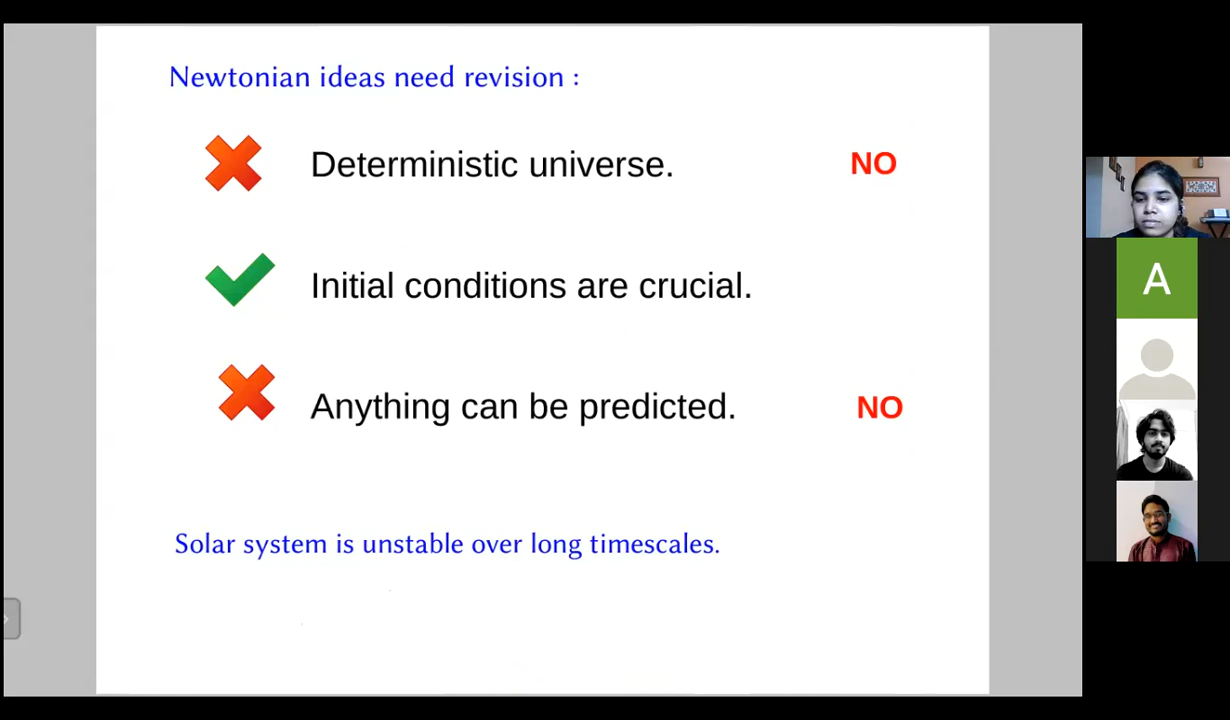 Newtonian ideas need revision :
Deterministic universe. NO
Initial conditions are crucial.
Anything can be predicted. NO
Solar system is unstable over long timescales.
A